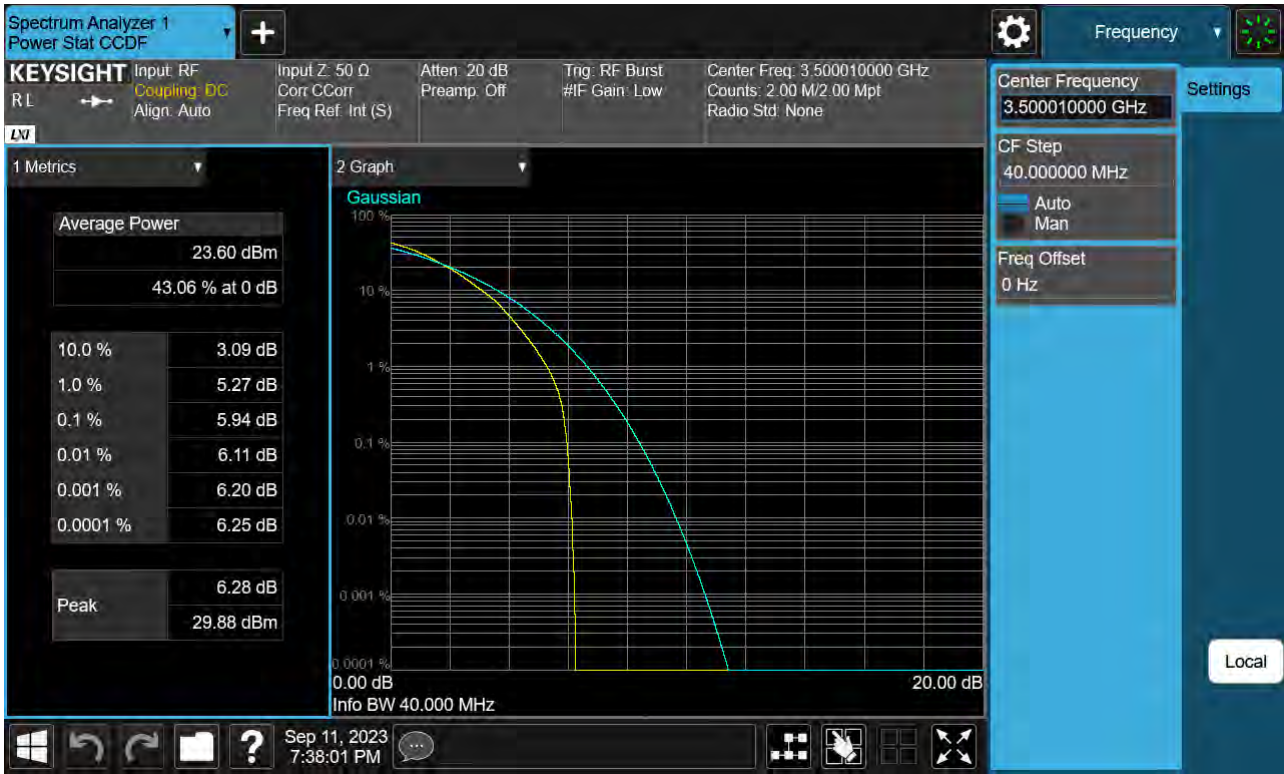 Spectrum Analyzer 1
Power Stat CCDF
+
Frequency
KEYSIGHT
RL
LXI
Input: RF
Coupling: DC
Align: Auto
Input Z: 50 Ω
Corr CCorr
Freq Ref: Int (S)
Atten: 20 dB
Preamp: Off
Trig: RF Burst
#IF Gain: Low
Center Freq: 3.500010000 GHz
Counts: 2.00 M/2.00 Mpt
Radio Std: None
Center Frequency
3.500010000 GHz
Settings
CF Step
40.000000 MHz
Auto
Man
Freq Offset
0 Hz
Local
1 Metrics
Average Power
23.60 dBm
43.06 % at 0 dB
10.0 % 3.09 dB
1.0 % 5.27 dB
0.1 % 5.94 dB
0.01 % 6.11 dB
0.001 % 6.20 dB
0.0001 % 6.25 dB
Peak
6.28 dB
29.88 dBm
2 Graph
Gaussian
100 %
10 %
1 %
0.1 %
0.01 %
0.001 %
0.0001 %
0.00 dB
20.00 dB
Info BW 40.000 MHz
?
Sep 11, 2023
7:38:01 PM